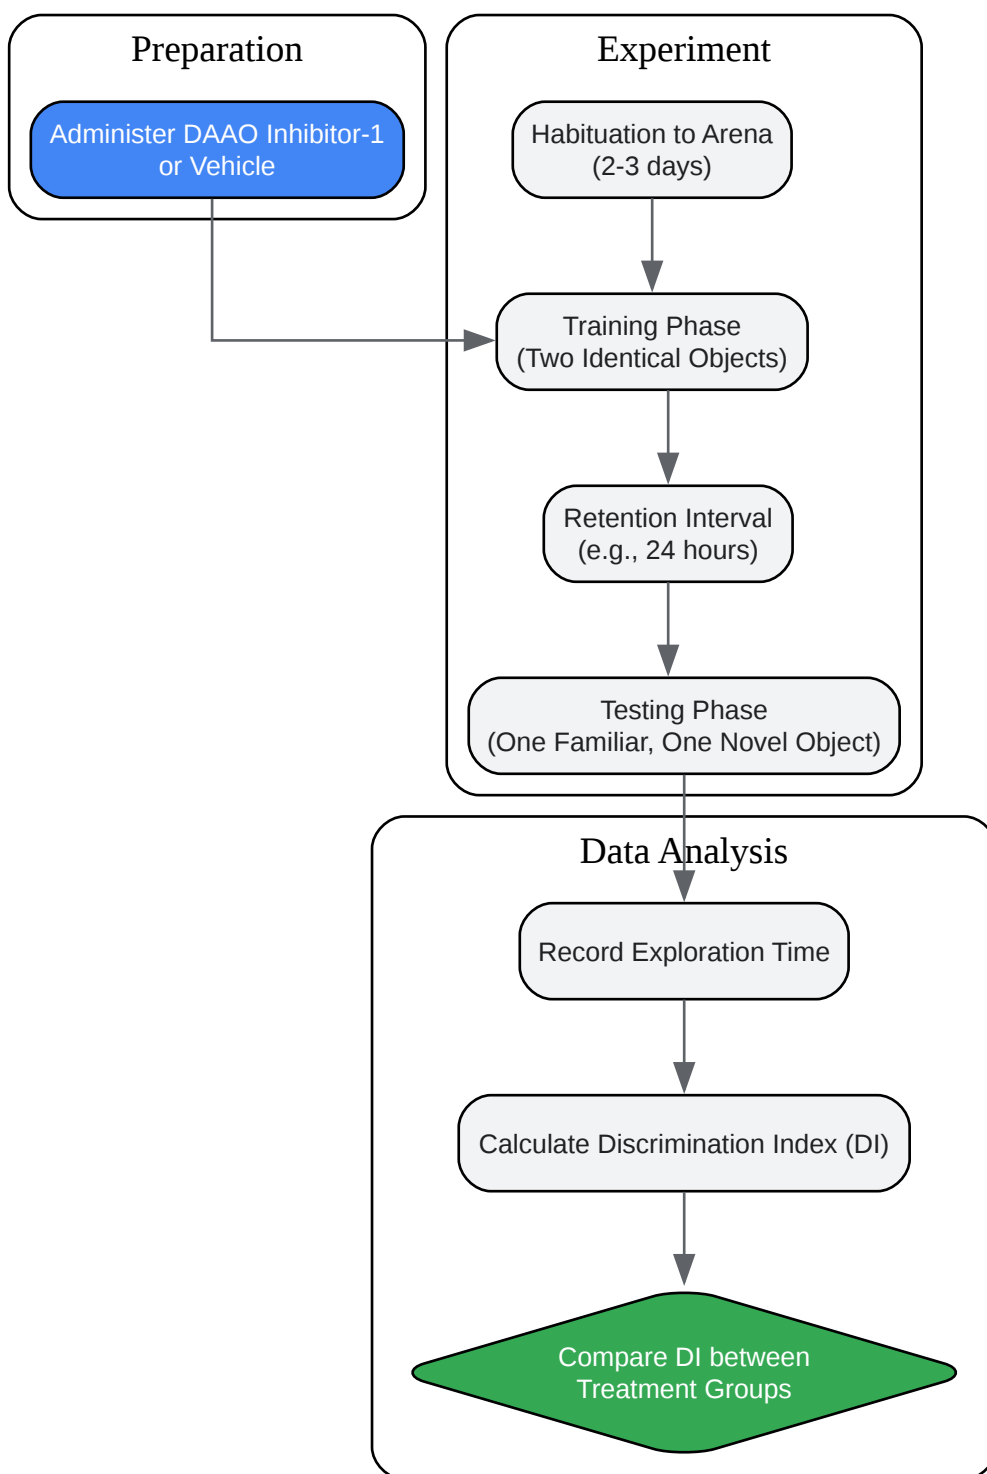 Preparation
Administer DAAO Inhibitor-1
or Vehicle
Experiment
Habituation to Arena
(2-3 days)
Training Phase
(Two Identical Objects)
Retention Interval
(e.g., 24 hours)
Testing Phase
(One Familiar, One Novel Object)
Data Analysis
Record Exploration Time
Calculate Discrimination Index (DI)
Compare DI between
Treatment Groups